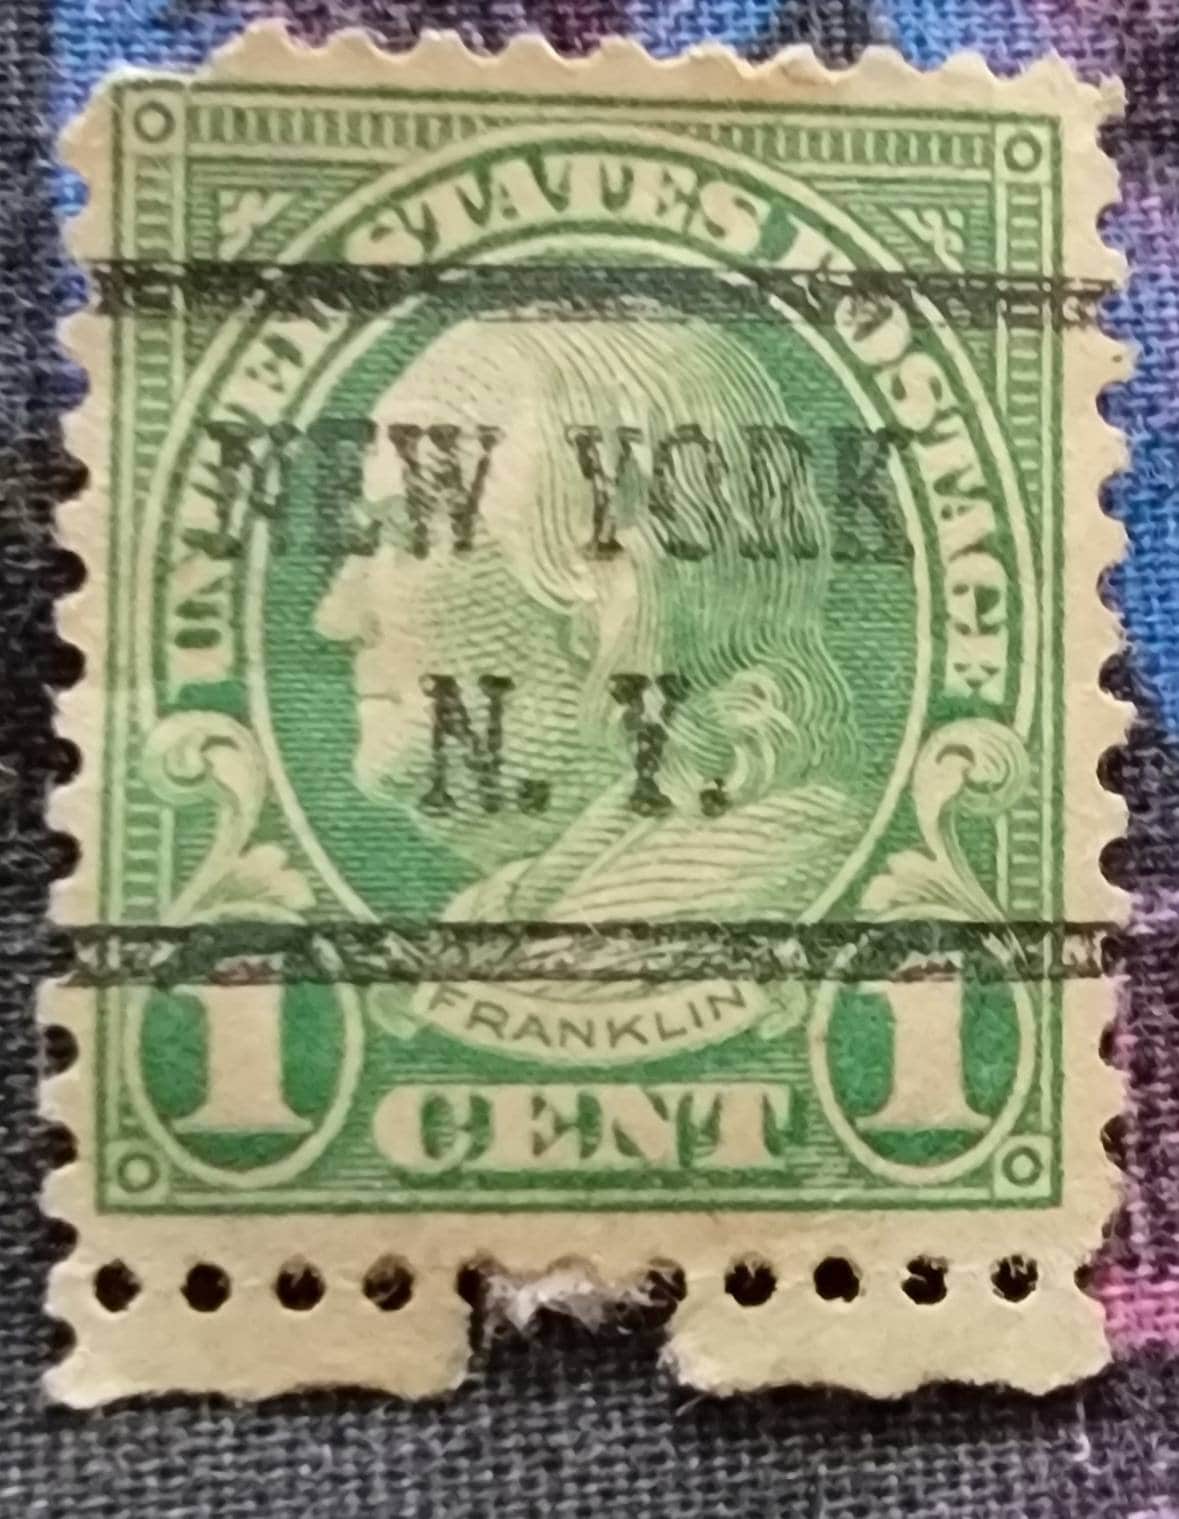 UNITED STATES POSTAGE
NEW YORK
N.Y.
FRANKLIN
1 CENT 1